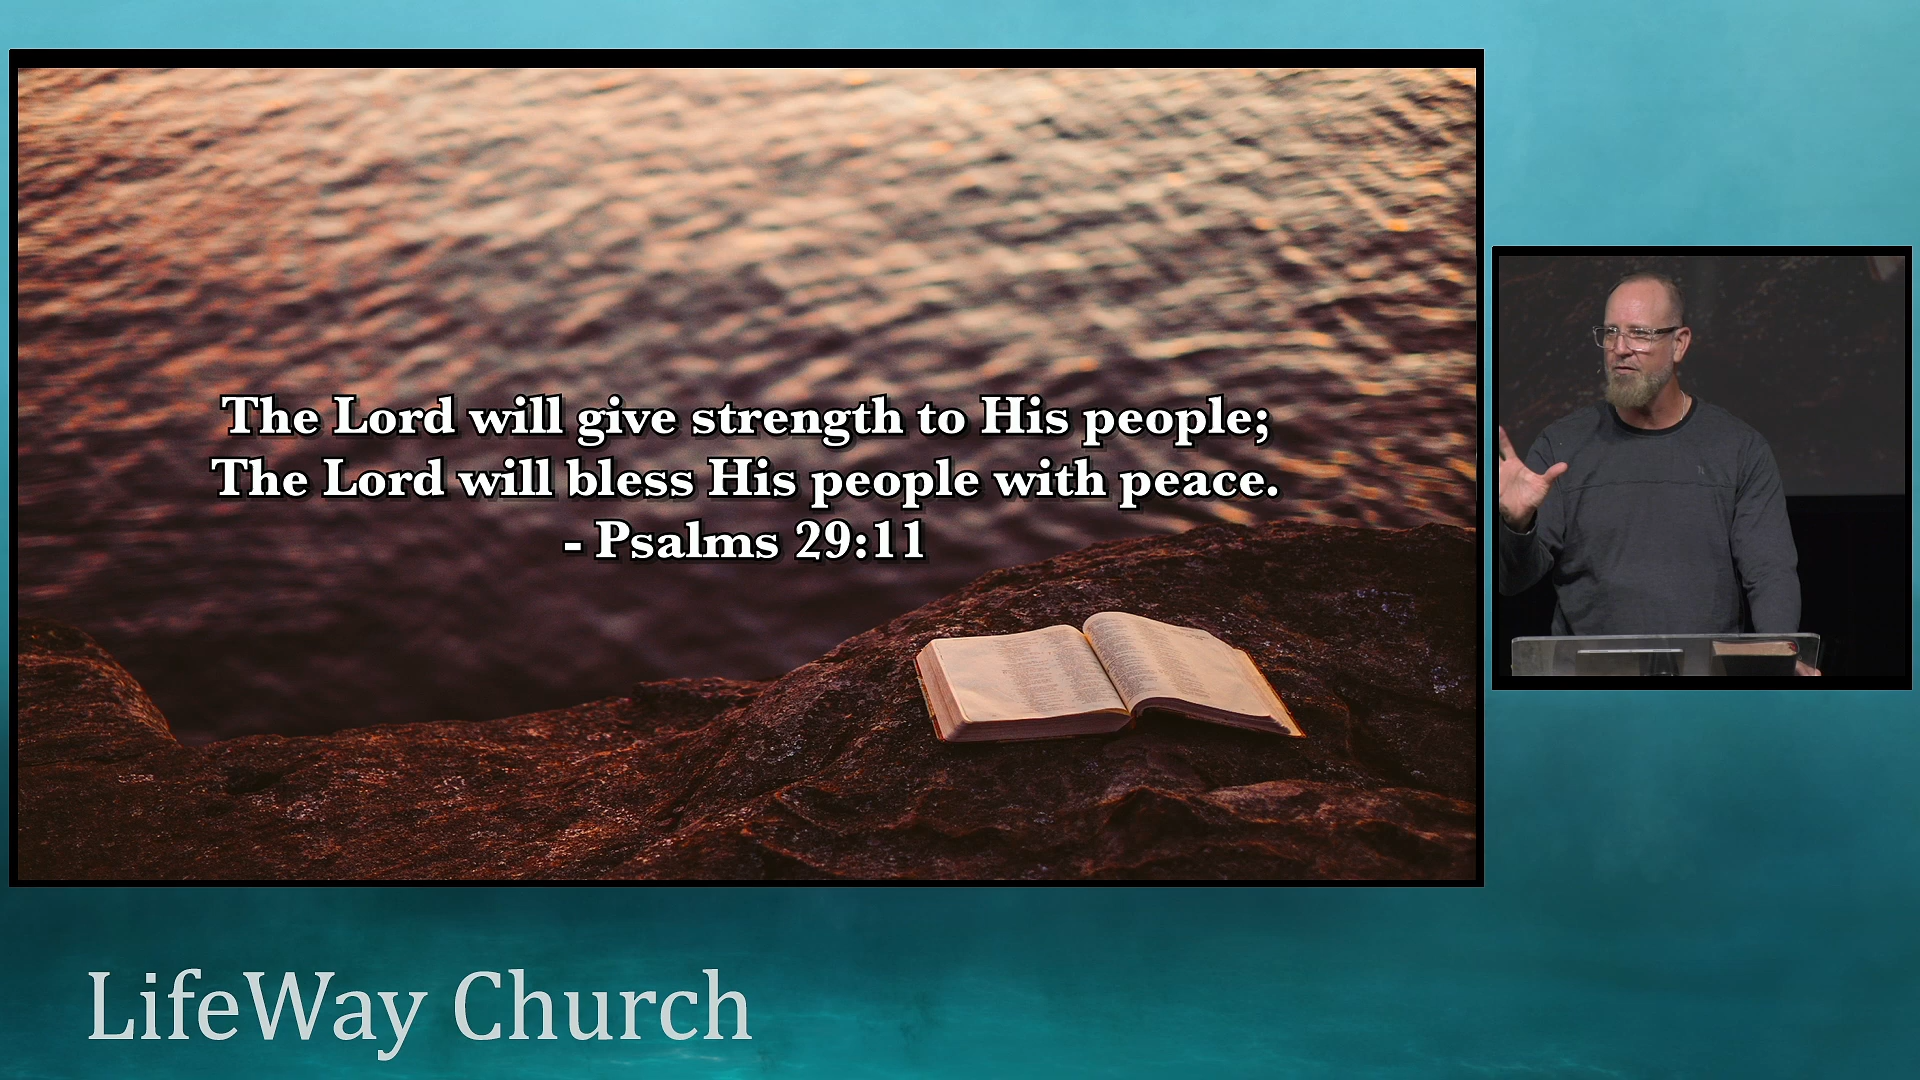 The Lord will give strength to His people;
The Lord will bless His people with peace.
- Psalms 29:11
LifeWay Church